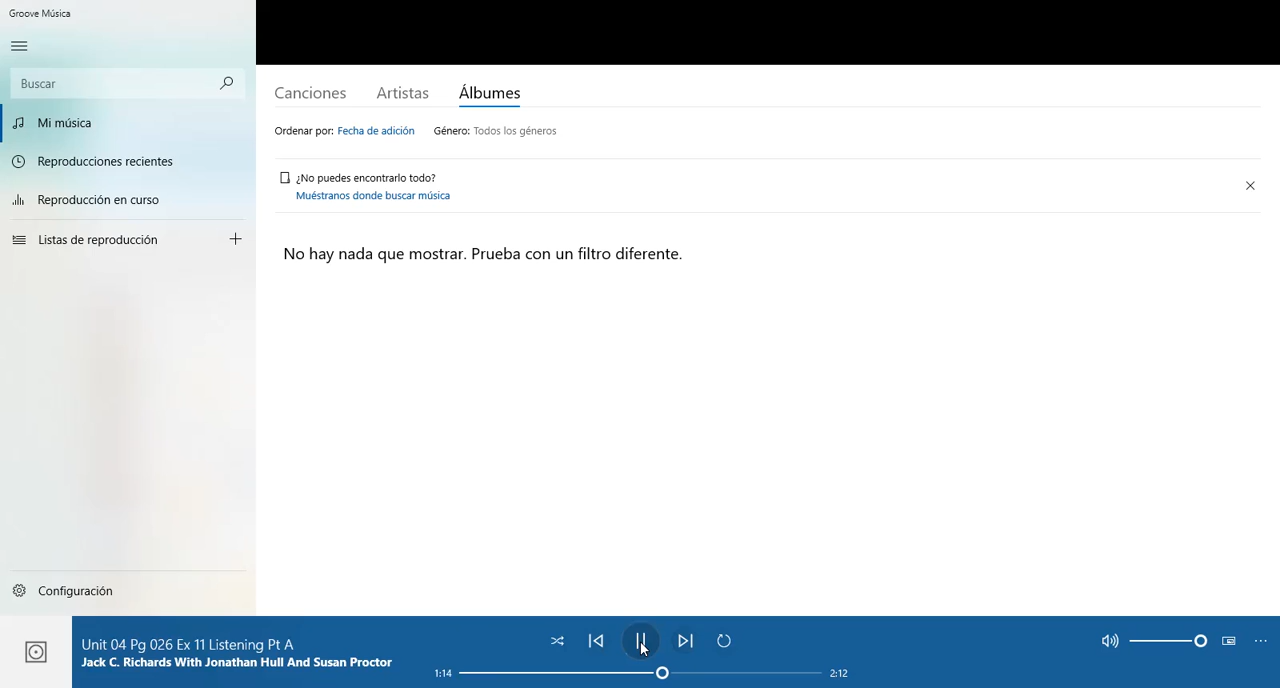 Groove Música
Buscar
Mi música
Reproducciones recientes
Reproducción en curso
Listas de reproducción
Configuración
Canciones Artistas Álbumes
Ordenar por: Fecha de adición Género: Todos los géneros
¿No puedes encontrarlo todo?
Muéstranos donde buscar música
No hay nada que mostrar. Prueba con un filtro diferente.
Unit 04 Pg 026 Ex 11 Listening Pt A
Jack C. Richards With Jonathan Hull And Susan Proctor
1:14 2:12